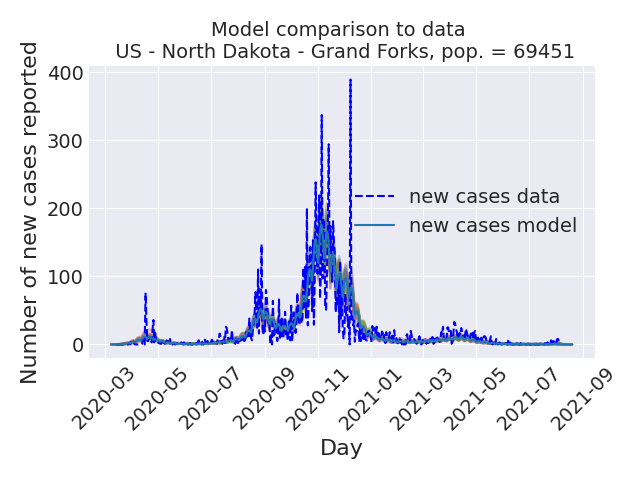 Model comparison to data
US - North Dakota - Grand Forks, pop. = 69451
Number of new cases reported
400
300
200
100
0
new cases data
new cases model
2020-03
2020-05
2020-07
2020-09
2020-11
2021-01
2021-03
2021-05
2021-07
2021-09
Day